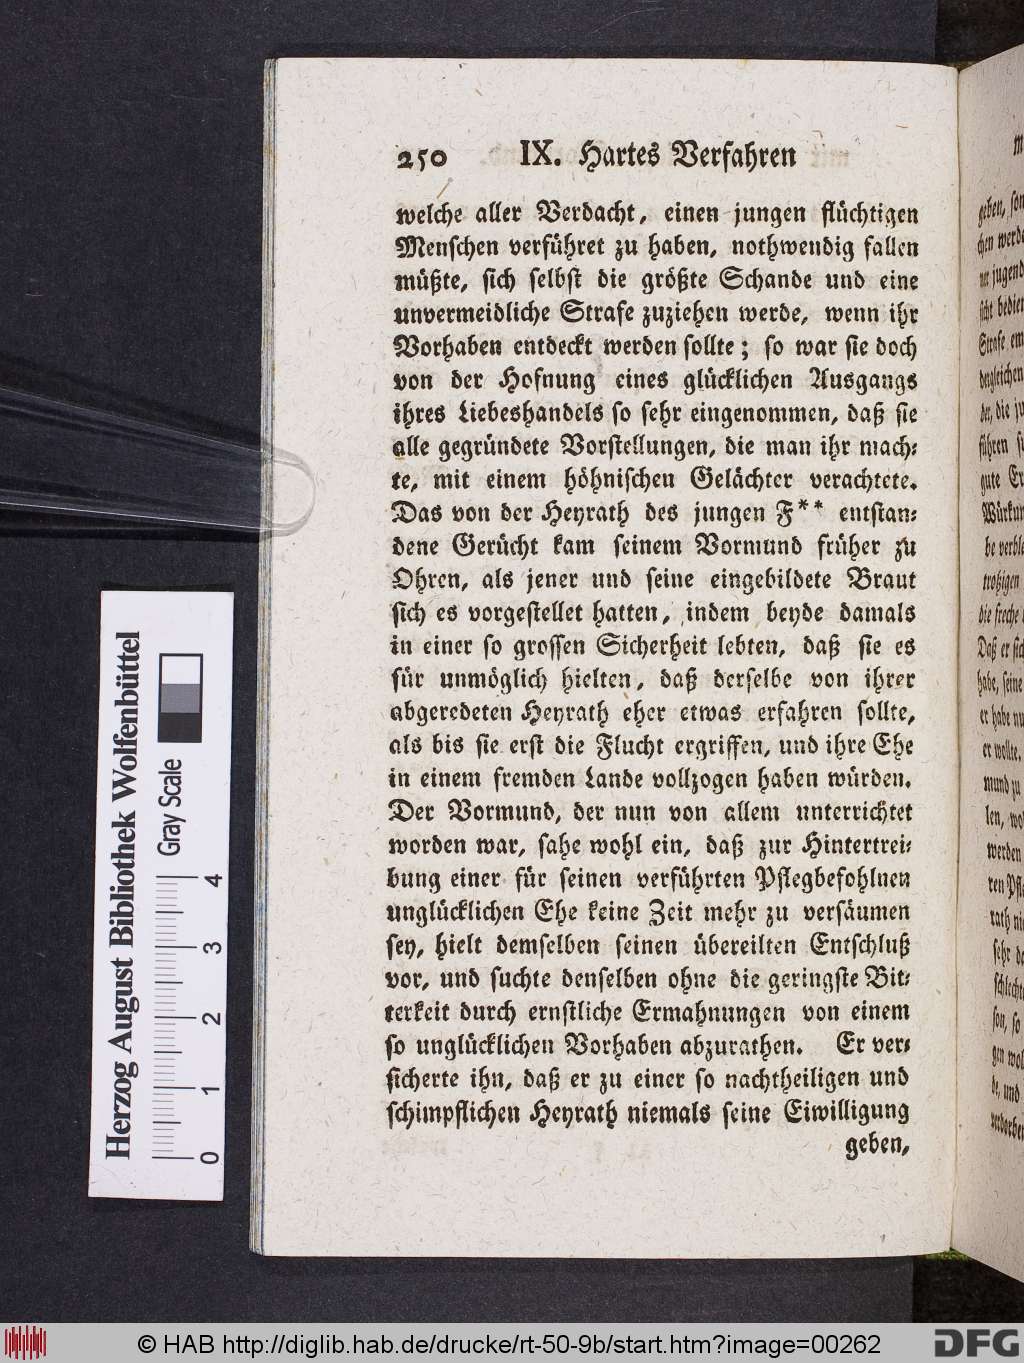 250 IX. Hartes Verfahren
welche aller Verdacht, einen jungen flüchtigen
Menschen verführet zu haben, nothwendig fallen
müßte, sich selbst die größte Schande und eine
unvermeidliche Strafe zuziehen werde, wenn ihr
Vorhaben entdeckt werden sollte; so war sie doch
von der Hofnung eines glücklichen Ausgangs
ihres Liebeshandels so sehr eingenommen, daß sie
alle gegründete Vorstellungen, die man ihr mach-
te, mit einem höhnischen Gelächter verachtete.
Das von der Heyrath des jungen F** entstan-
dene Gerücht kam seinem Vormund früher zu
Ohren, als jener und seine eingebildete Braut
sich es vorgestellet hatten, indem beyde damals
in einer so grossen Sicherheit lebten, daß sie es
für unmöglich hielten, daß derselbe von ihrer
abgeredeten Heyrath eher etwas erfahren sollte,
als bis sie erst die Flucht ergriffen, und ihre Ehe
in einem fremden Lande vollzogen haben würden.
Der Vormund, der nun von allem unterrichtet
worden war, sahe wohl ein, daß zur Hintertrei-
bung einer für seinen verführten Pflegbefohlnen
unglücklichen Ehe keine Zeit mehr zu versäumen
sey, hielt demselben seinen übereilten Entschluß
vor, und suchte denselben ohne die geringste Bit-
terkeit durch ernstliche Ermahnungen von einem
so unglücklichen Vorhaben abzurathen. Er ver-
sicherte ihn, daß er zu einer so nachtheiligen und
schimpflichen Heyrath niemals seine Eiwilligung
geben,
Herzog August Bibliothek Wolfenbüttel
Gray Scale
0 1 2 3 4
© HAB http://diglib.hab.de/drucke/rt-50-9b/start.htm?image=00262
DFG